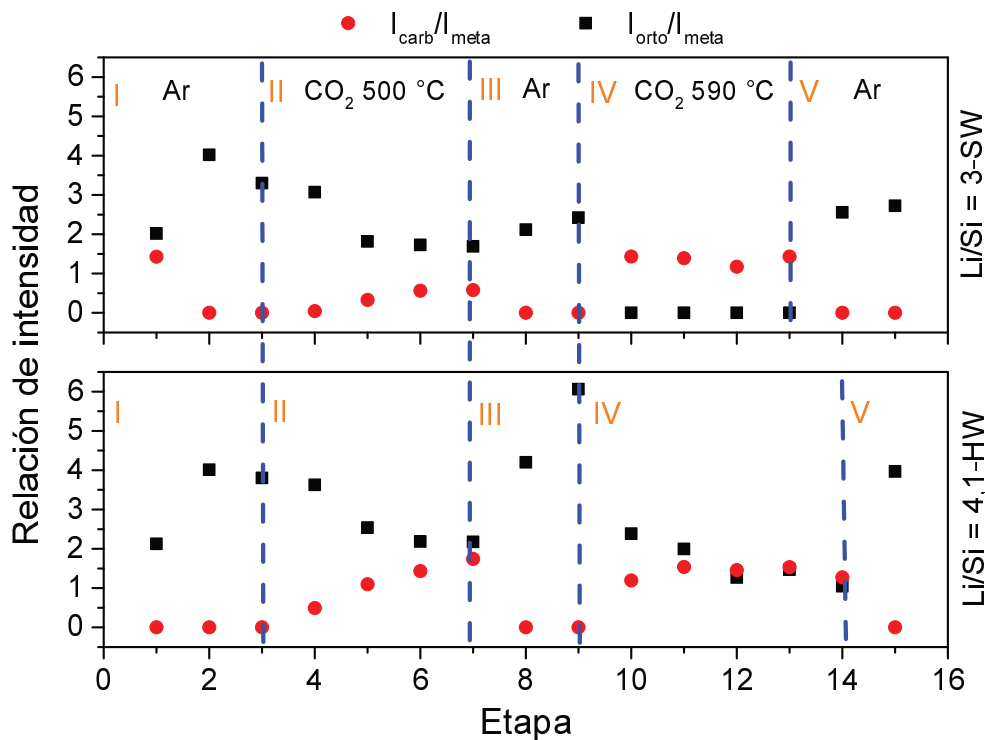 I_carb/I_meta I_orto/I_meta
Relación de intensidad
6
5
4
3
2
1
0
I Ar II CO₂ 500 °C III Ar IV CO₂ 590 °C V Ar
Li/Si = 3-SW
6
5
4
3
2
1
0
I II III IV V
Li/Si = 4,1-HW
0 2 4 6 8 10 12 14 16
Etapa